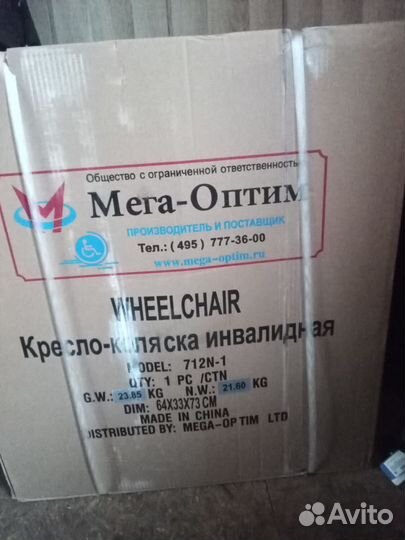 Общество с ограниченной ответственностью
Мега-Оптим
ПРОИЗВОДИТЕЛЬ И ПОСТАВЩИК
Тел.: (495) 777-36-00
www.mega-optim.ru
WHEELCHAIR
Кресло-коляска инвалидная
MODEL: 712N-1
QTY: 1 PC /CTN
G.W.: 23.85 KG N.W.: 21.60 KG
DIM: 64X33X73 CM
MADE IN CHINA
DISTRIBUTED BY: MEGA-OPTIM LTD
Avito